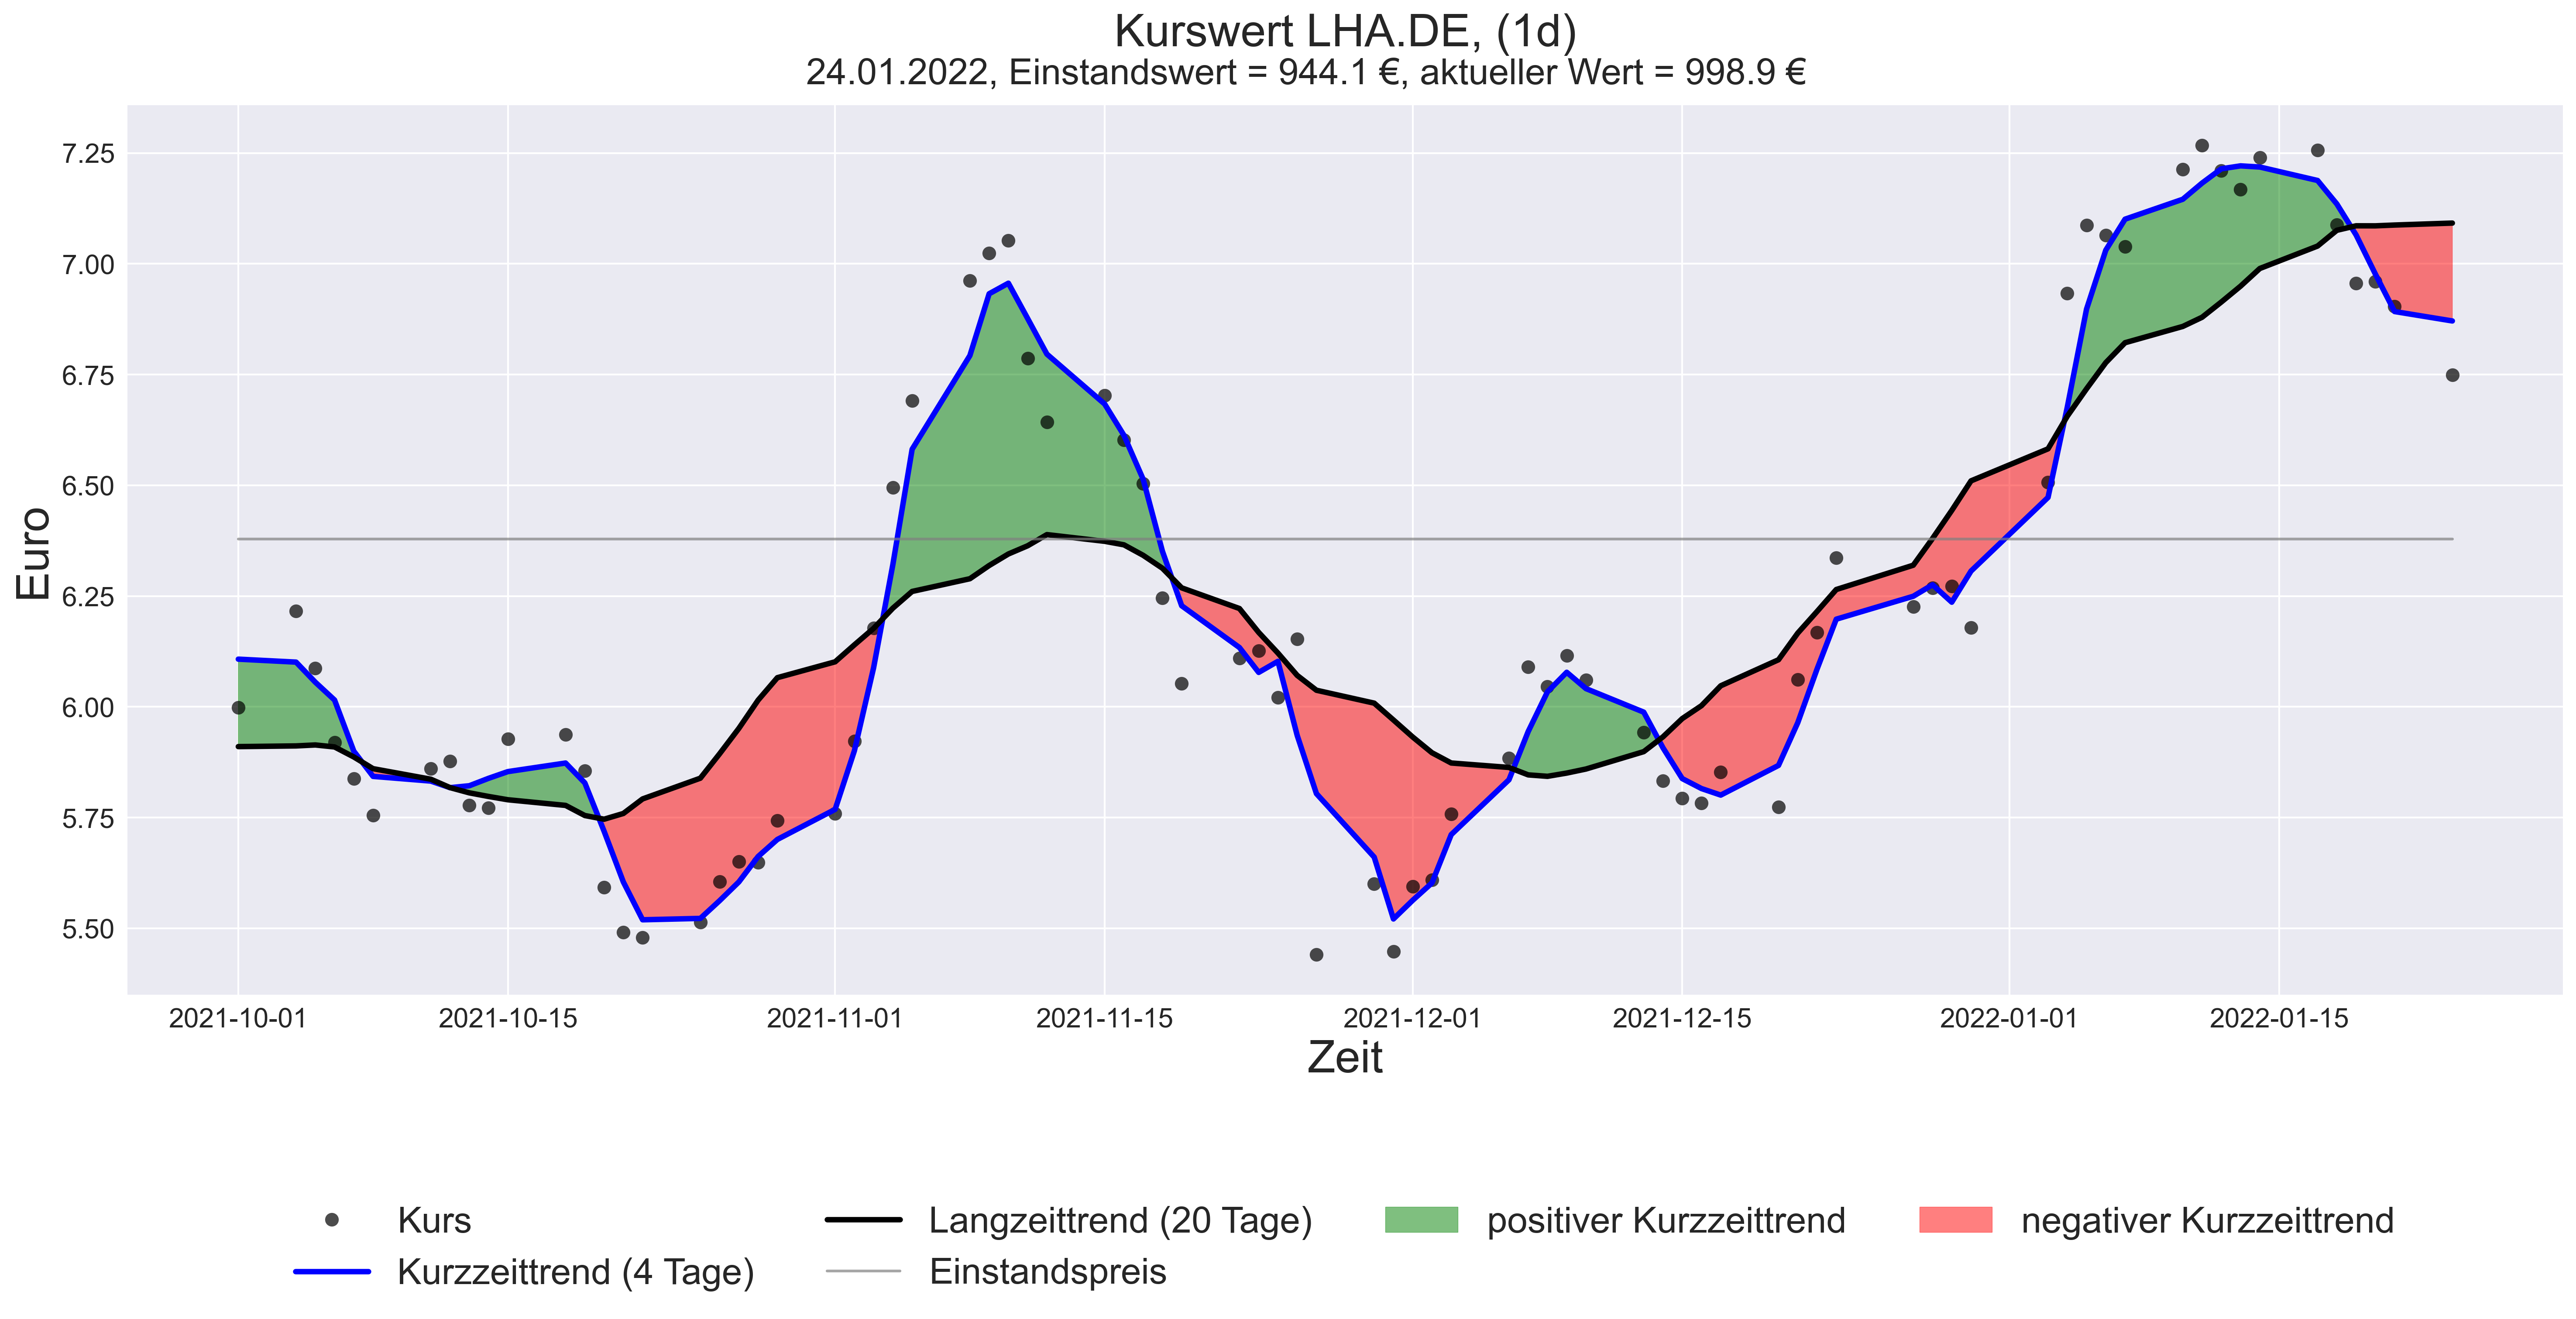 Kurswert LHA.DE, (1d)
24.01.2022, Einstandswert = 944.1 €, aktueller Wert = 998.9 €
7.25
7.00
6.75
6.50
6.25
6.00
5.75
5.50
Euro
2021-10-01 2021-10-15 2021-11-01 2021-11-15 2021-12-01 2021-12-15 2022-01-01 2022-01-15
Zeit
Kurs Langzeittrend (20 Tage) positiver Kurzzeittrend negativer Kurzzeittrend
Kurzzeittrend (4 Tage) Einstandspreis